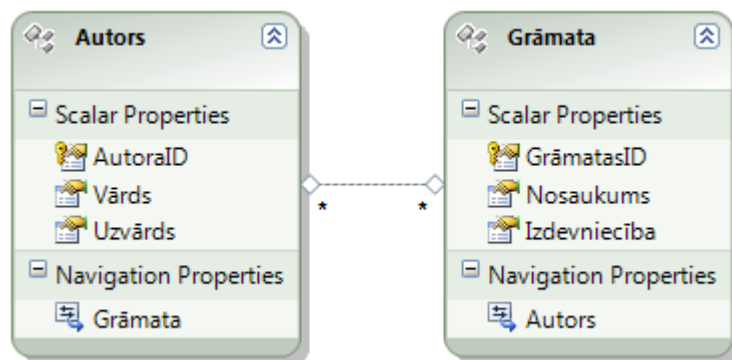 Autors
Scalar Properties
AutoraID
Vārds
Uzvārds
Navigation Properties
Grāmata
* *
Grāmata
Scalar Properties
GrāmatasID
Nosaukums
Izdevniecība
Navigation Properties
Autors